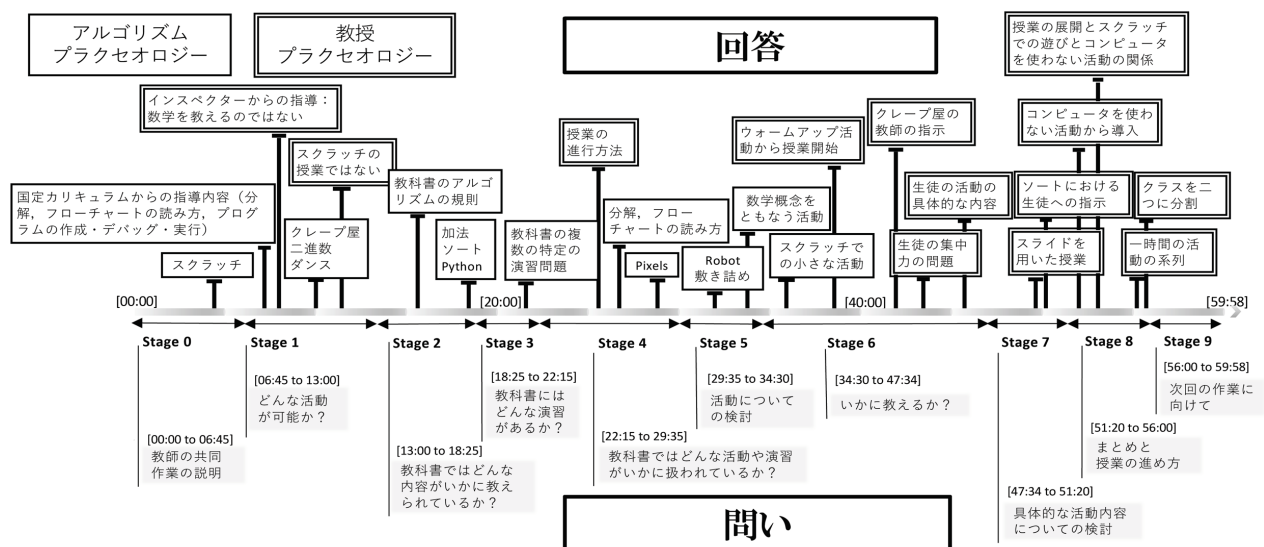 アルゴリズム
プラクセオロジー
教授
プラクセオロジー
回答
授業の展開とスクラッチ
での遊びとコンピュータ
を使わない活動の関係
インスペクターからの指導：
数学を教えるのではない
スクラッチの
授業ではない
教科書のアルゴ
リズムの規則
授業の
進行方法
ウォームアップ活
動から授業開始
クレープ屋の
教師の指示
コンピュータを使わ
ない活動から導入
国定カリキュラムからの指導内容（分
解，フローチャートの読み方，プログ
ラムの作成・デバッグ・実行）
スクラッチ
クレープ屋
二進数
ダンス
加法
ソート
Python
教科書の複
数の特定の
演習問題
分解，フロー
チャートの読み方
Pixels
数学概念を
ともなう活動
Robot
敷き詰め
スクラッチで
の小さな活動
生徒の活動の
具体的な内容
生徒の集中
力の問題
ソートにおける
生徒への指示
スライドを
用いた授業
クラスを二
つに分割
一時間の活
動の系列
[00:00]
[20:00]
[40:00]
[59:58]
Stage 0
Stage 1
Stage 2
Stage 3
Stage 4
Stage 5
Stage 6
Stage 7
Stage 8
Stage 9
[00:00 to 06:45]
教師の共同
作業の説明
[06:45 to 13:00]
どんな活動
が可能か？
[13:00 to 18:25]
教科書ではどんな
内容がいかに教え
られているか？
[18:25 to 22:15]
教科書には
どんな演習
があるか？
[22:15 to 29:35]
教科書ではどんな活動や演習
がいかに扱われているか？
[29:35 to 34:30]
活動について
の検討
[34:30 to 47:34]
いかに教えるか？
[47:34 to 51:20]
具体的な活動内容
についての検討
[51:20 to 56:00]
まとめと
授業の進め方
[56:00 to 59:58]
次回の作業に
向けて
問い